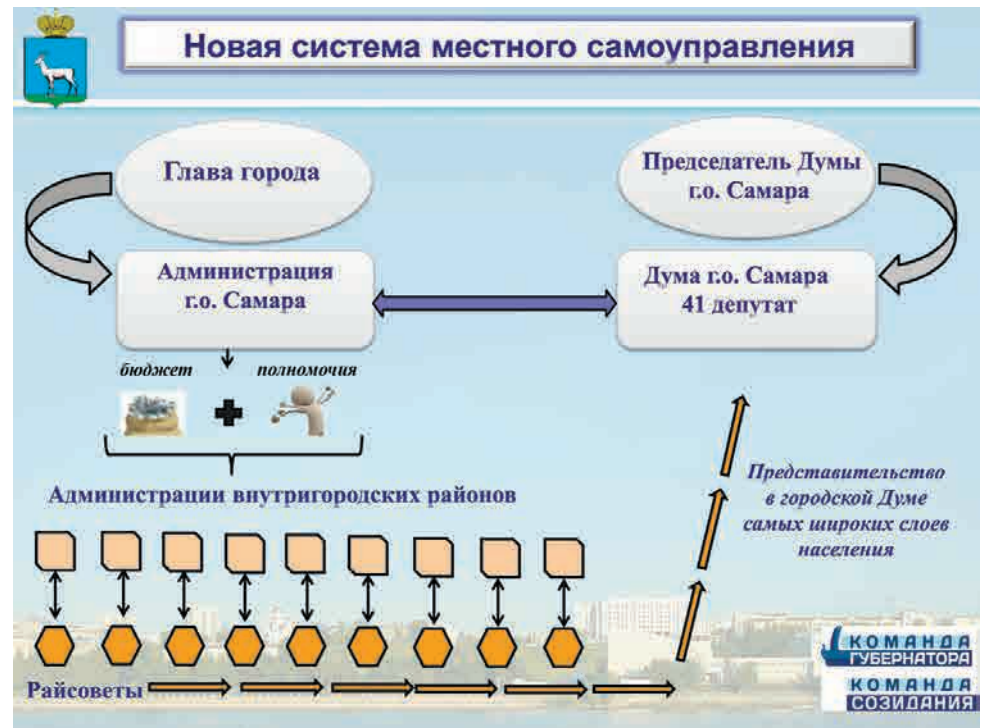 Новая система местного самоуправления
Глава города
Председатель Думы
г.о. Самара
Администрация
г.о. Самара
Дума г.о. Самара
41 депутат
бюджет
полномочия
Администрации внутригородских районов
Представительство
в городской Думе
самых широких слоев
населения
Райсоветы
КОМАНДА
ГУБЕРНАТОРА
КОМАНДА
СОЗИДАНИЯ